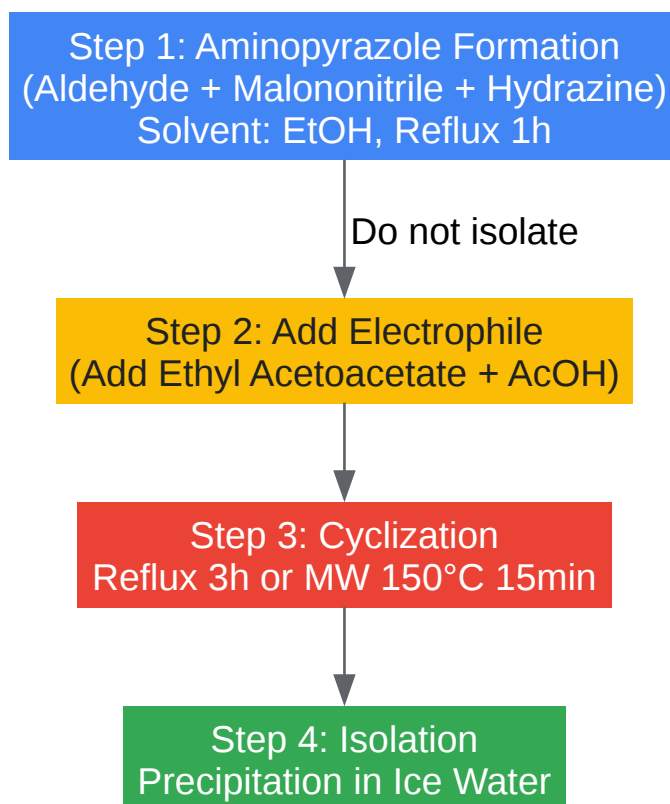 Step 1: Aminopyrazole Formation
(Aldehyde + Malononitrile + Hydrazine)
Solvent: EtOH, Reflux 1h
Do not isolate
Step 2: Add Electrophile
(Add Ethyl Acetoacetate + AcOH)
Step 3: Cyclization
Reflux 3h or MW 150°C 15min
Step 4: Isolation
Precipitation in Ice Water